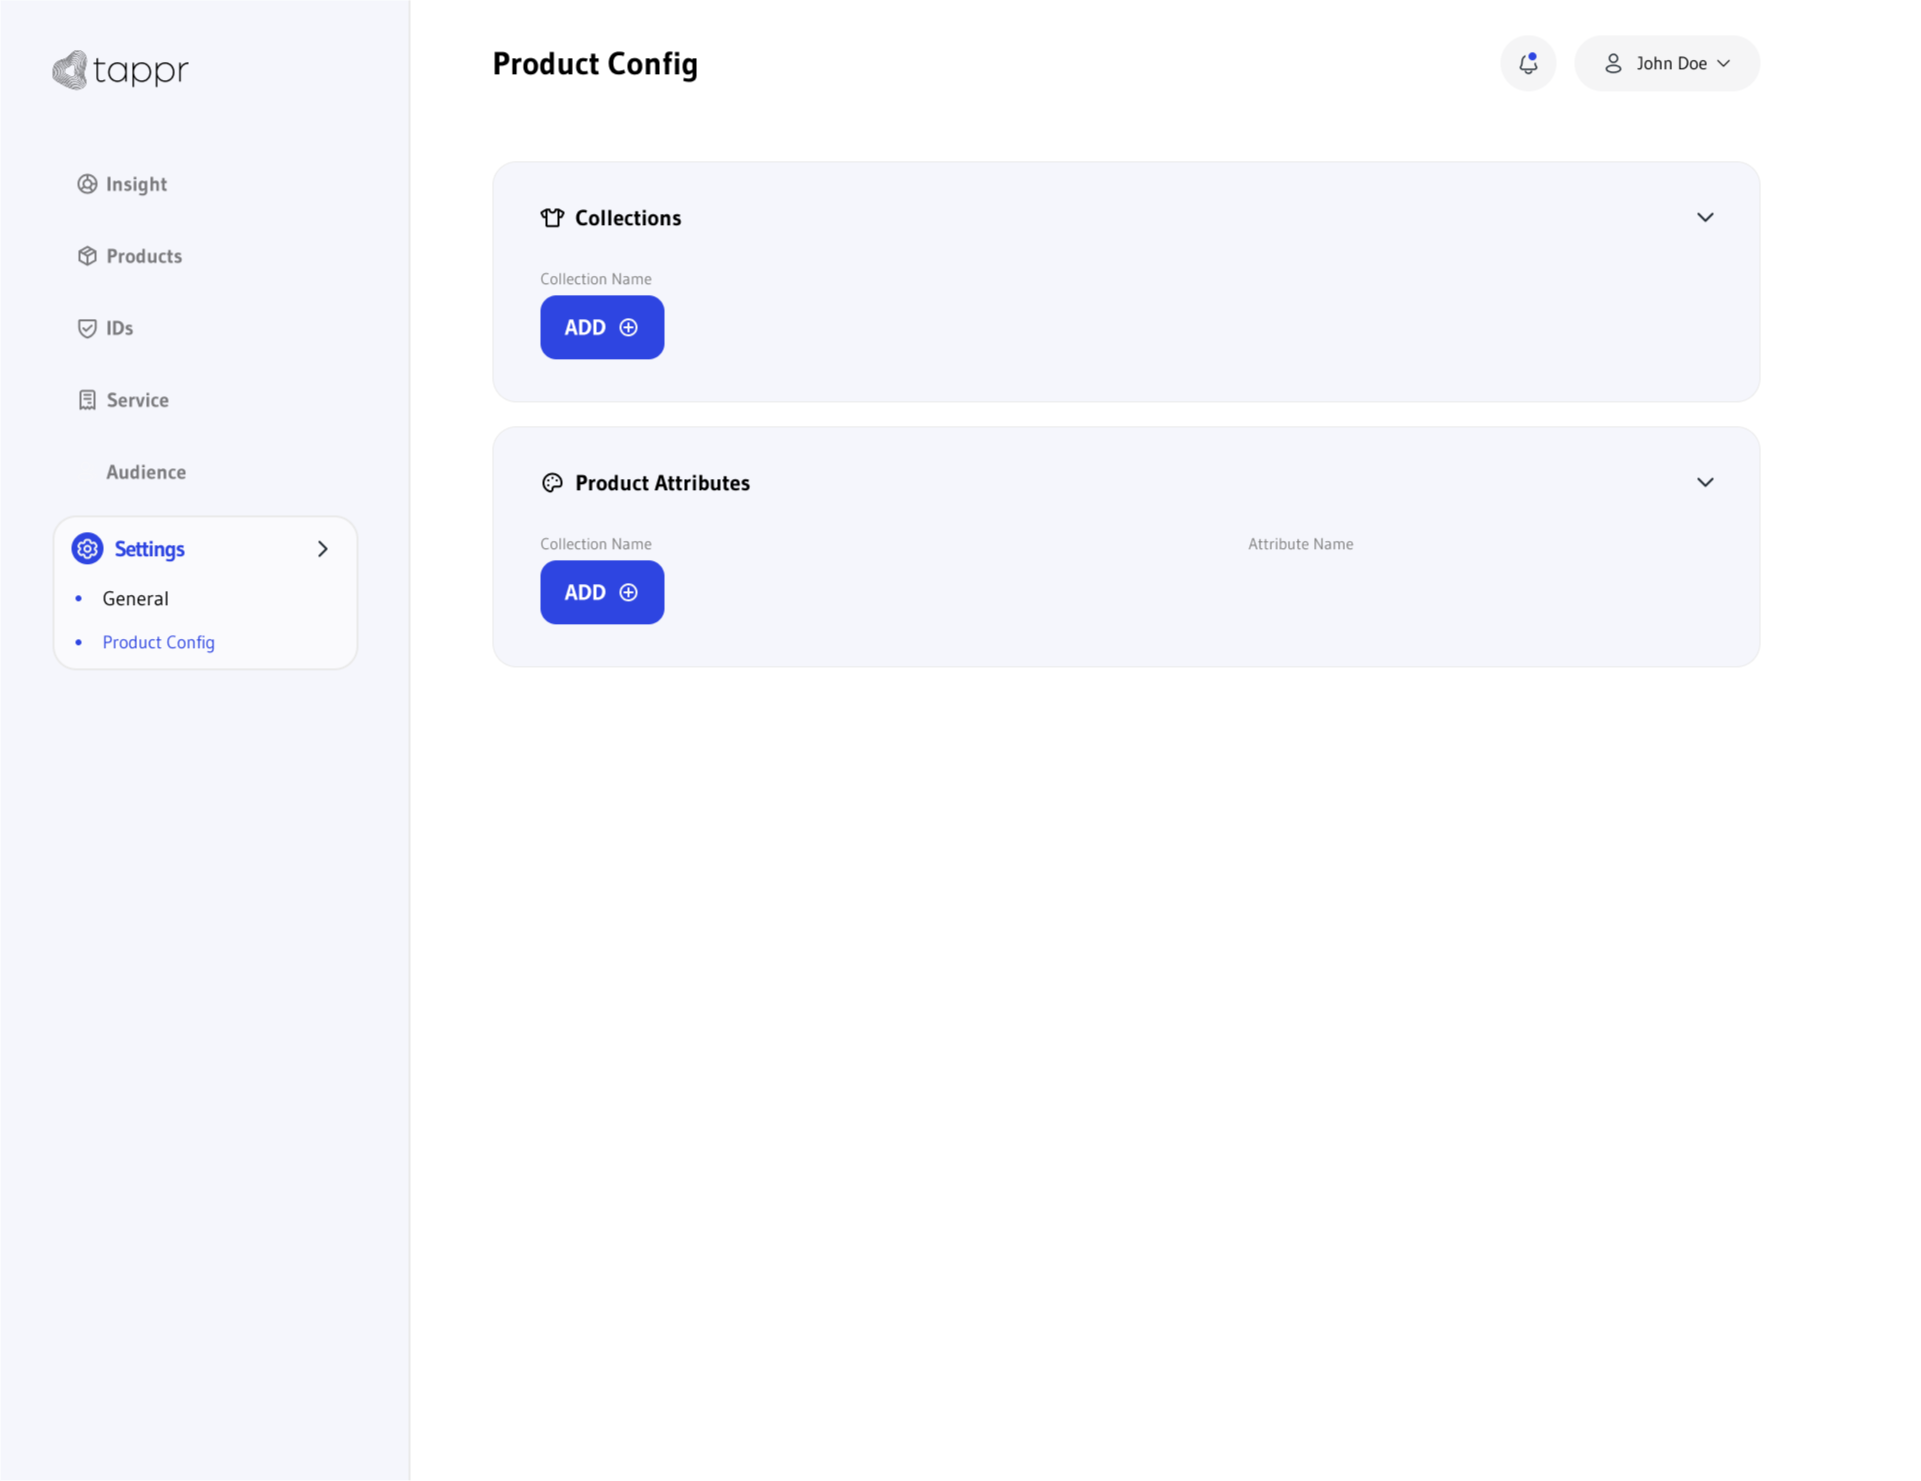 tappr
Insight
Products
IDs
Service
Audience
Settings
General
Product Config
Product Config
John Doe
Collections
Collection Name
ADD
Product Attributes
Collection Name
Attribute Name
ADD